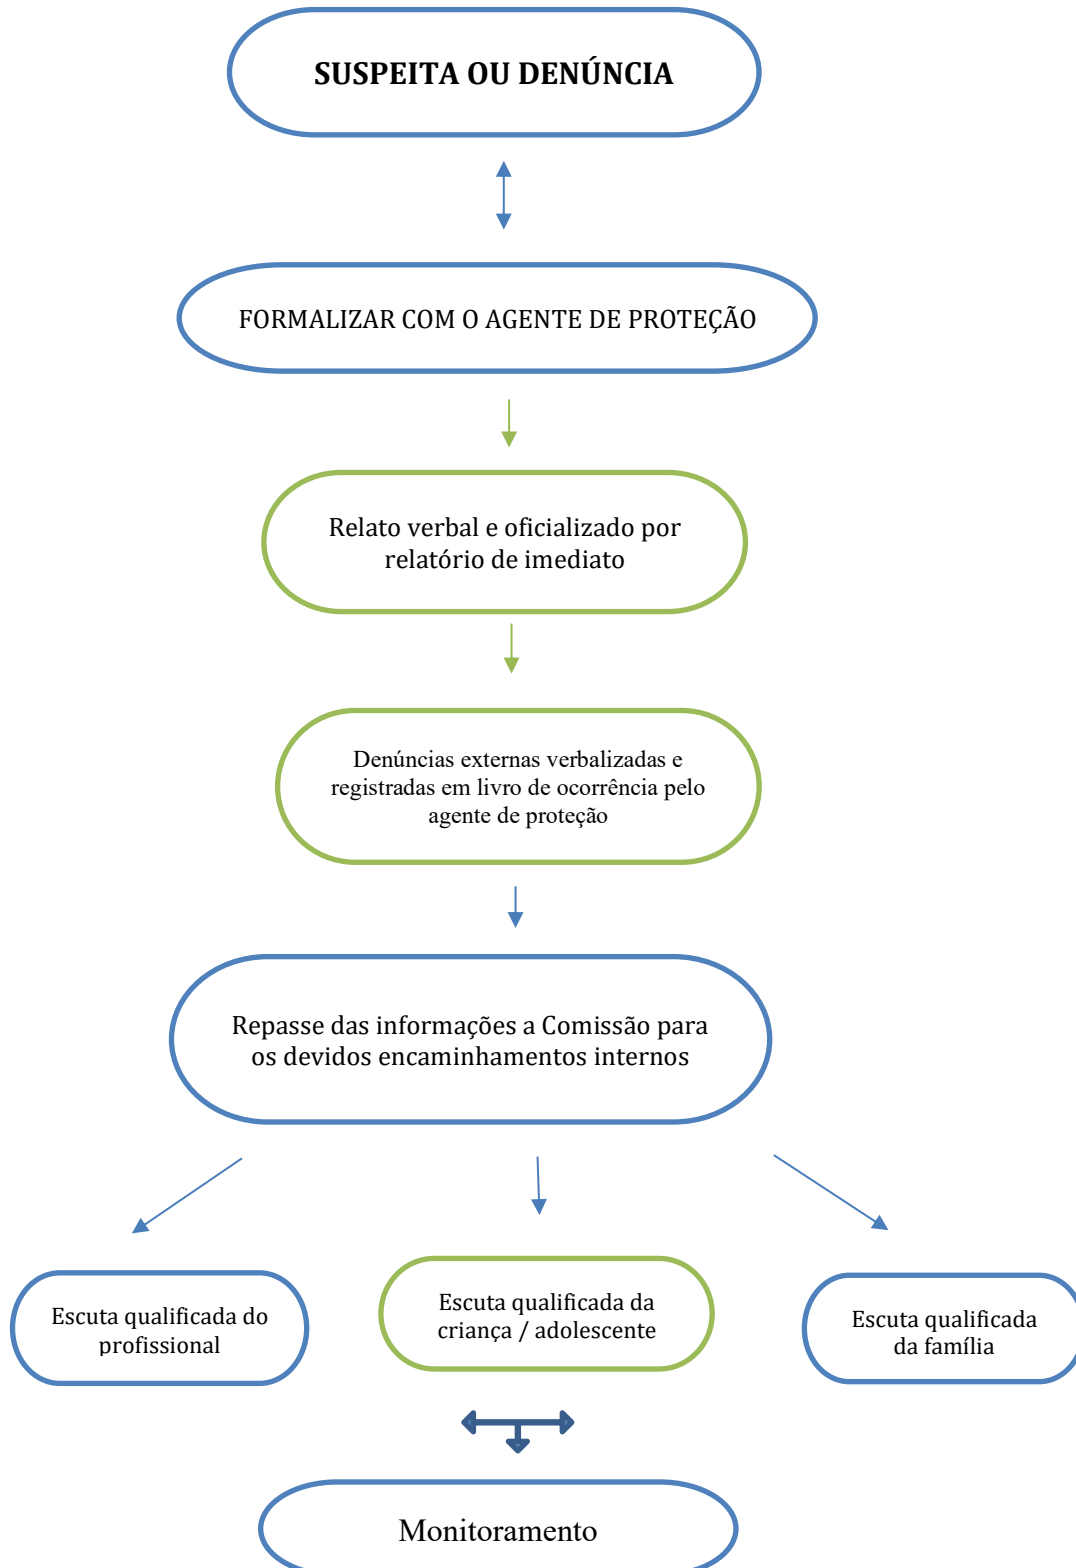 SUSPEITA OU DENÚNCIA
FORMALIZAR COM O AGENTE DE PROTEÇÃO
Relato verbal e oficializado por
relatório de imediato
Denúncias externas verbalizadas e
registradas em livro de ocorrência pelo
agente de proteção
Repasse das informações a Comissão para
os devidos encaminhamentos internos
Escuta qualificada do
profissional
Escuta qualificada da
criança / adolescente
Escuta qualificada
da família
Monitoramento